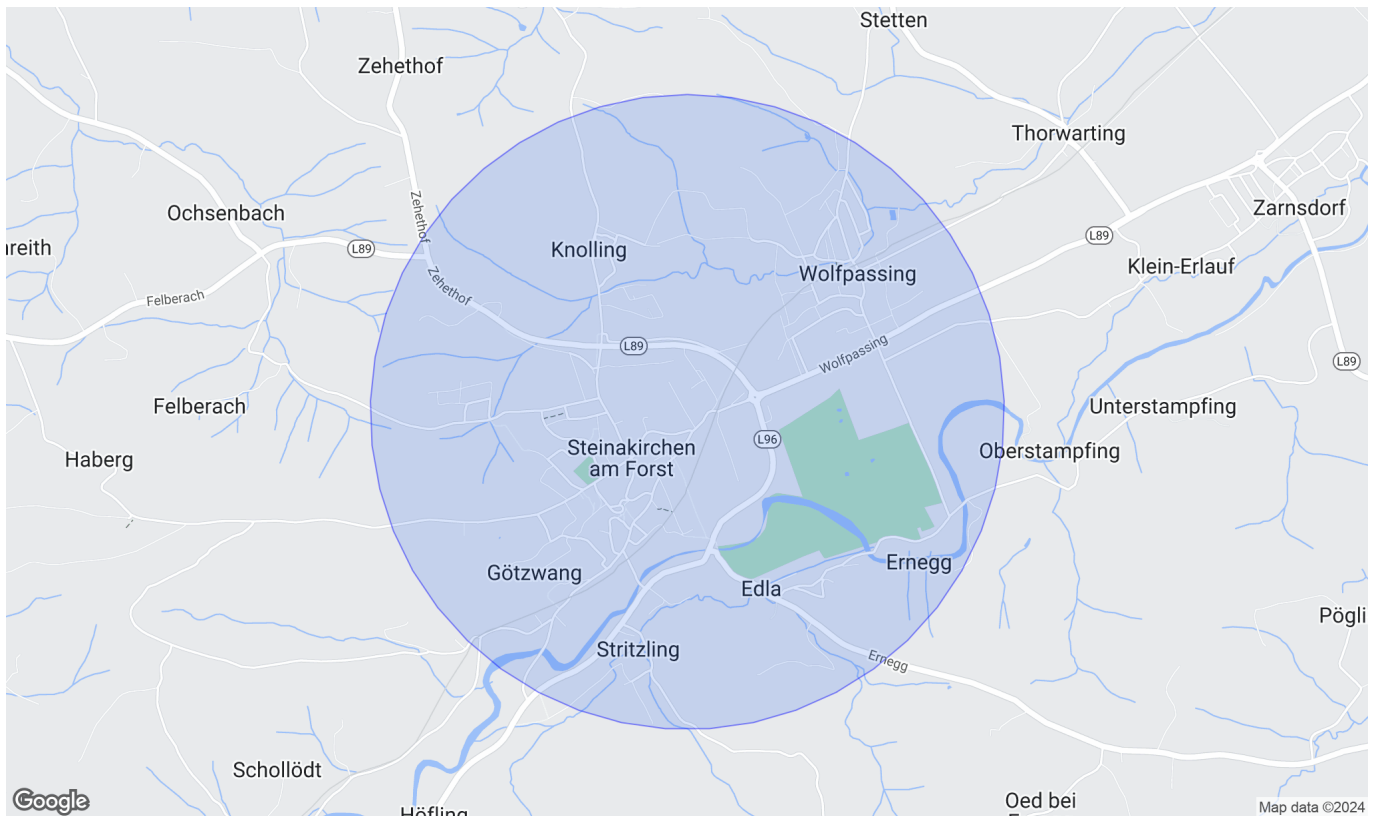 Stetten
Zehethof
Thorwarting
Zehethof
Ochsenbach
Zarnsdorf
L89
areith
L89
Knolling
Klein-Erlauf
Wolfpassing
Zehethof
Felberach
L89
Wolfpassing
L89
Felberach
Unterstampfing
L96
Steinakirchen
am Forst
Oberstampfing
Haberg
Götzwang
Ernegg
Edla
Pögli
Stritzling
Ernegg
Schollödt
Google
Oed bei
Höfling
Map data ©2024